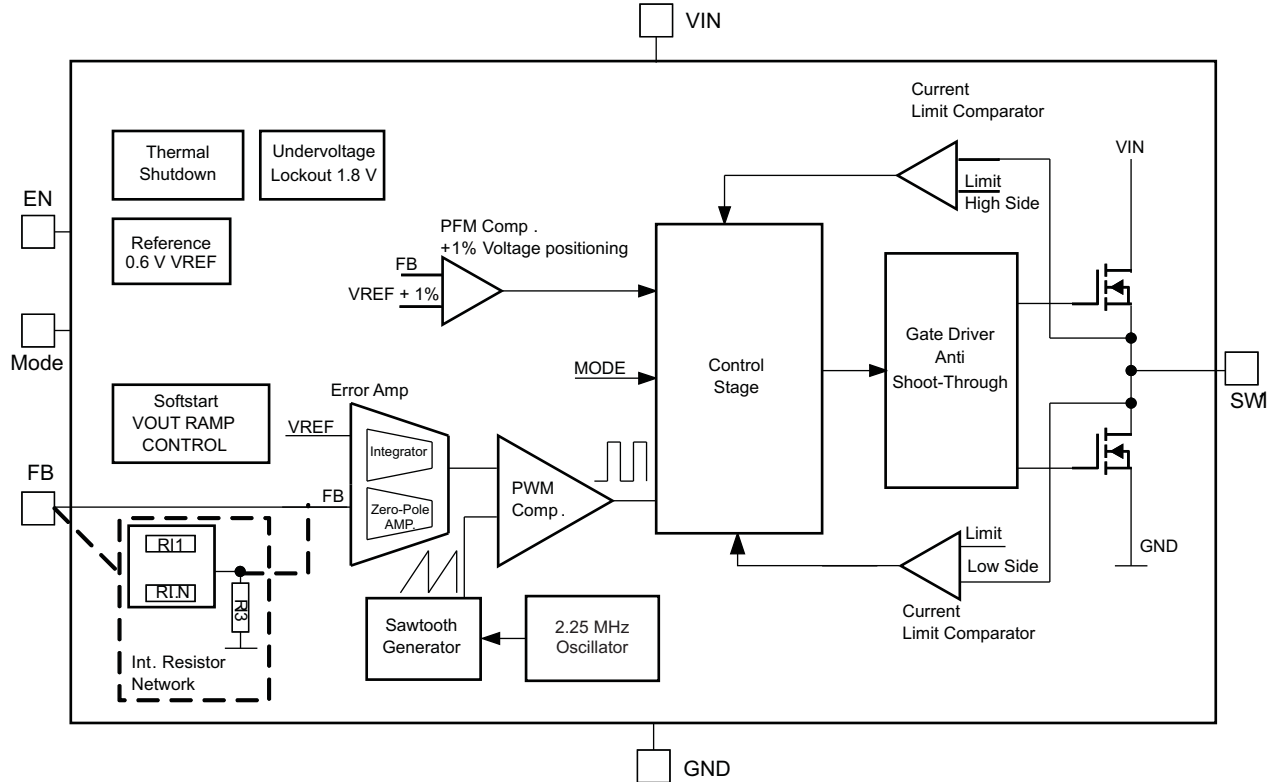 VIN
Current
Limit Comparator
Thermal
Shutdown
Undervoltage
Lockout 1.8 V
VIN
Limit
High Side
EN
Reference
0.6 V VREF
PFM Comp .
+1% Voltage positioning
FB
VREF + 1%
Mode
Control
Stage
Gate Driver
Anti
Shoot-Through
MODE
SW1
Softstart
VOUT RAMP
CONTROL
Error Amp
VREF
Integrator
FB
FB
Zero-Pole
AMP.
PWM
Comp .
Limit
Low Side
GND
RI1
RI..N
RI3
Current
Limit Comparator
Sawtooth
Generator
2.25 MHz
Oscillator
Int. Resistor
Network
GND